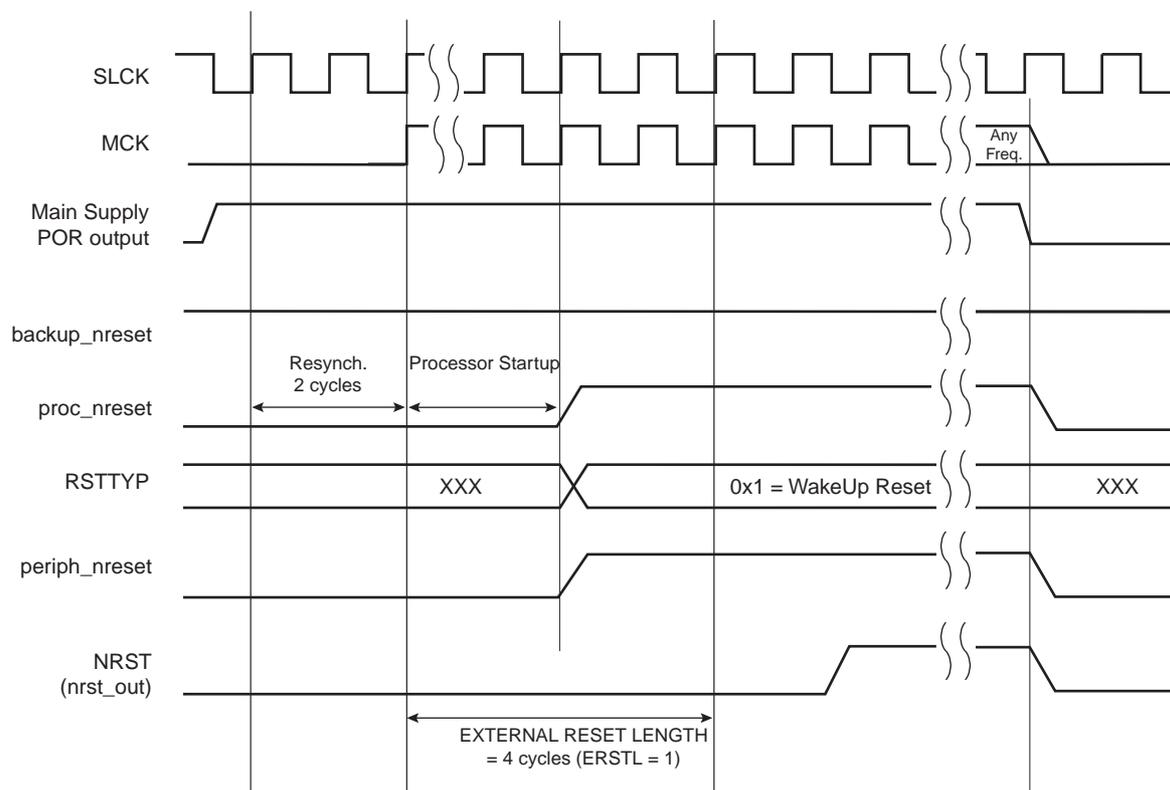 SLCK
MCK
Any
Freq.
Main Supply
POR output
backup_nreset
Resynch.
2 cycles
Processor Startup
proc_nreset
RSTTYP
XXX
0x1 = WakeUp Reset
XXX
periph_nreset
NRST
(nrst_out)
EXTERNAL RESET LENGTH
= 4 cycles (ERSTL = 1)